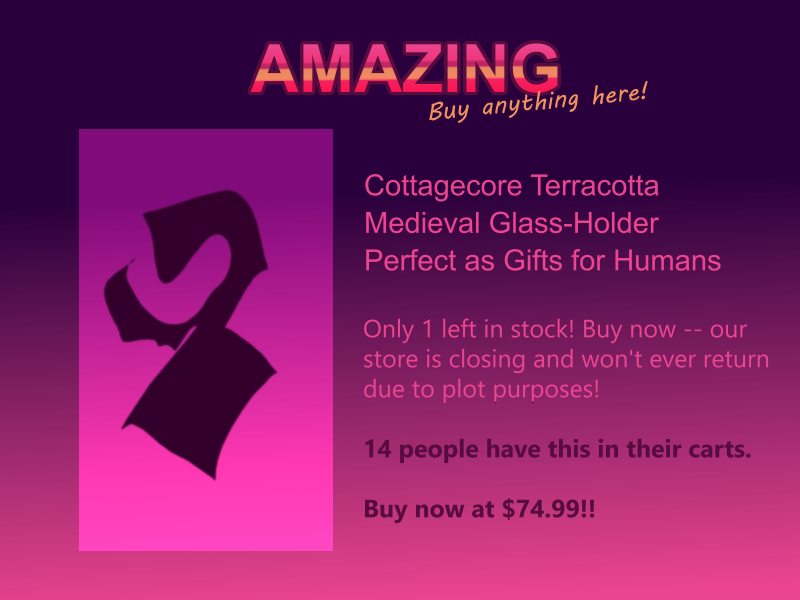 AMAZING
Buy anything here!
Cottagecore Terracotta
Medieval Glass-Holder
Perfect as Gifts for Humans
Only 1 left in stock! Buy now -- our
store is closing and won't ever return
due to plot purposes!
14 people have this in their carts.
Buy now at $74.99!!